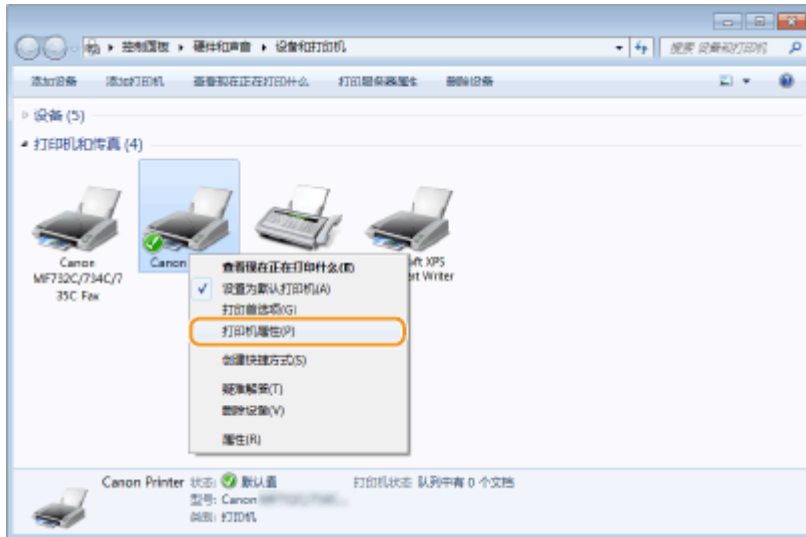 控制面板 ▸ 硬件和声音 ▸ 设备和打印机
搜索 设备和打印机
添加设备 添加打印机 查看现在正在打印什么 打印服务器属性 删除设备
设备 (5)
打印机和传真 (4)
Canon
MF732C/734C/7
35C Fax
Canon
XPS
Writer
查看现在正在打印什么(E)
设置为默认打印机(A)
打印首选项(G)
打印机属性(P)
创建快捷方式(S)
疑难解答(T)
删除设备(V)
属性(R)
Canon Printer 状态: 默认值 打印机状态: 队列中有 0 个文档
型号: Canon
类别: 打印机